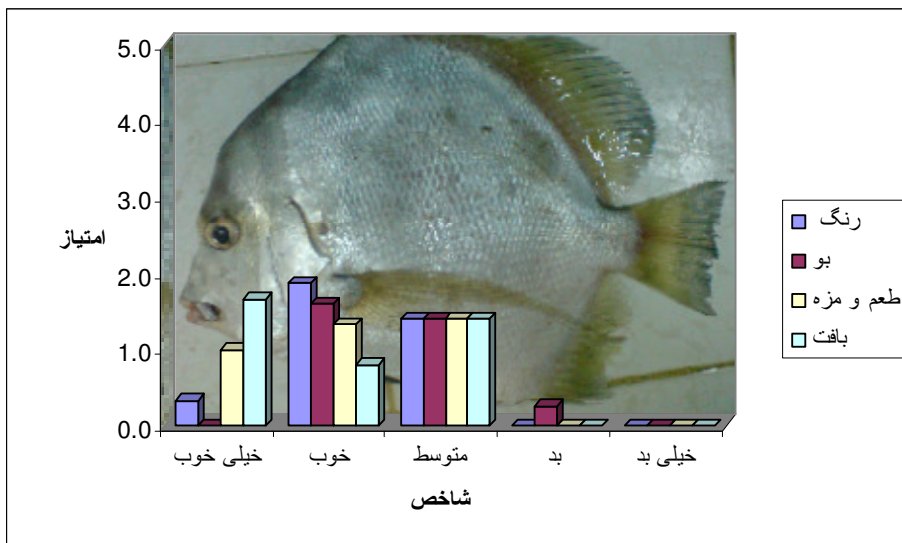 5.0
4.0
3.0
2.0
1.0
0.0
امتیاز
خیلی خوب
خوب
متوسط
بد
خیلی بد
شاخص
رنگ
بو
طعم و مزه
بافت